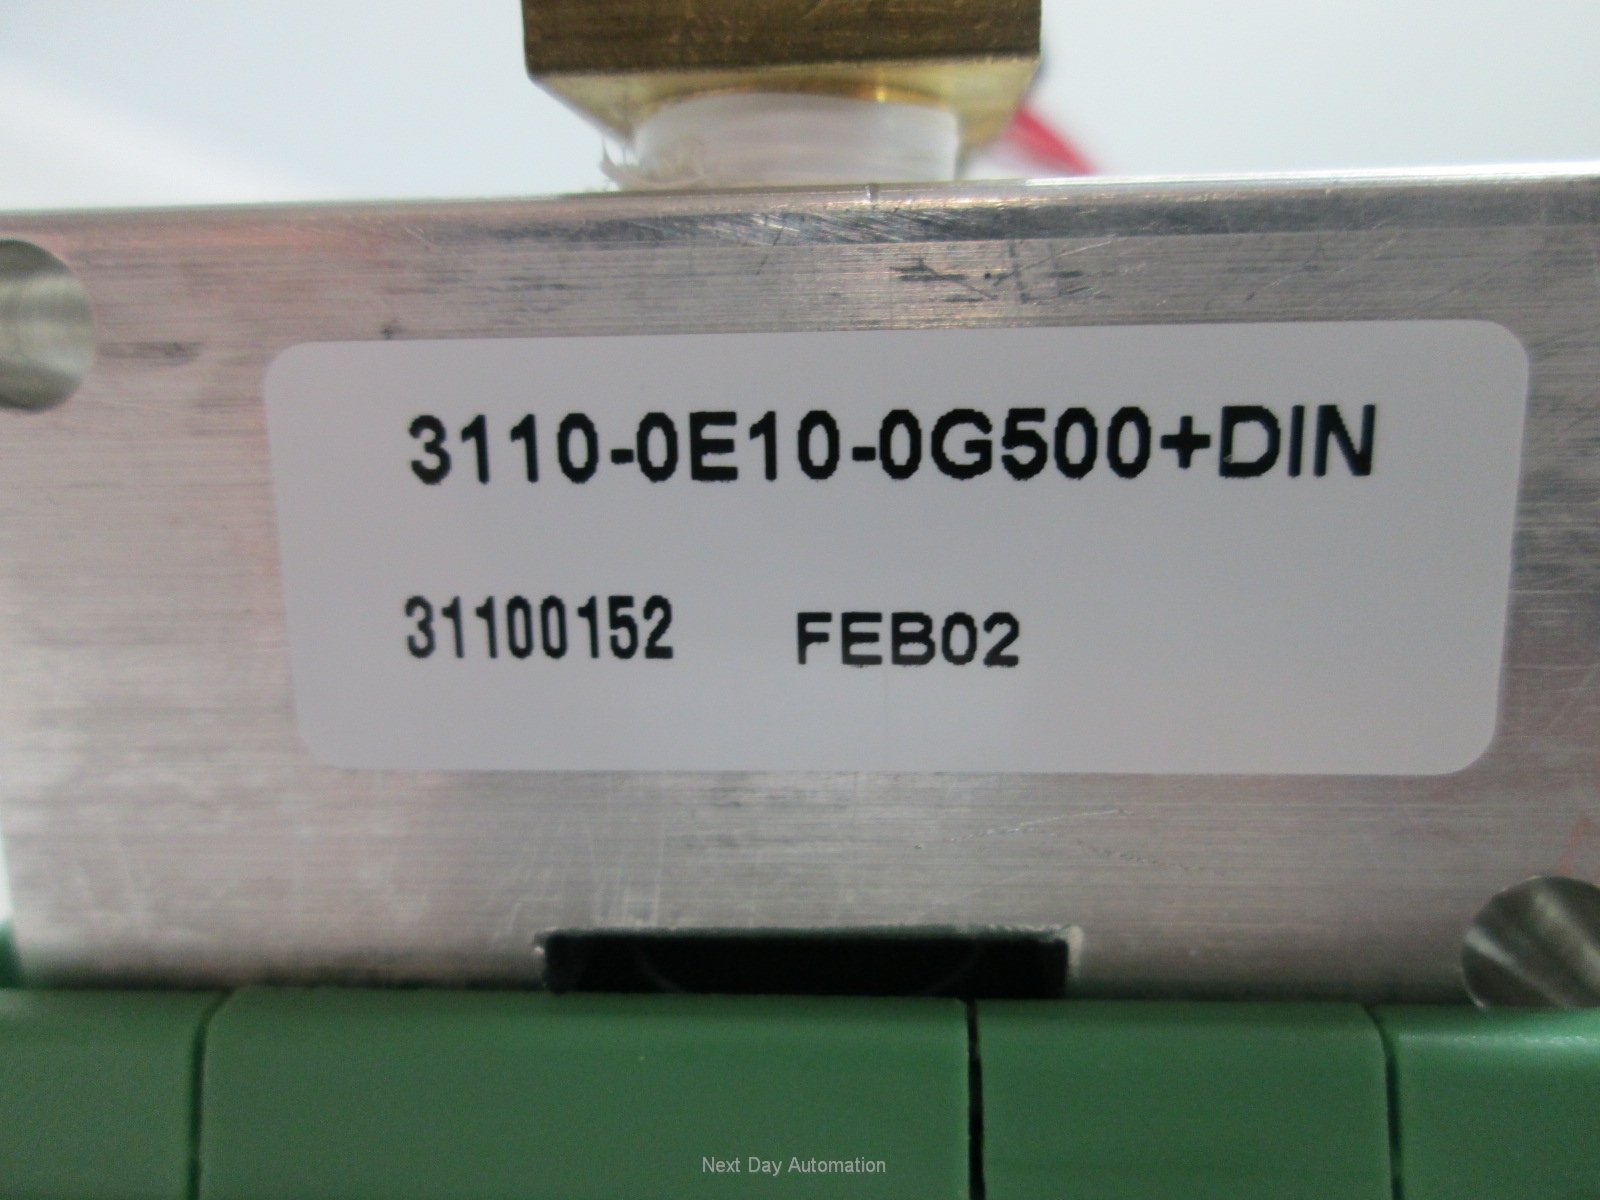 3110-0E10-0G500+DIN
31100152 FEB02
Next Day Automation